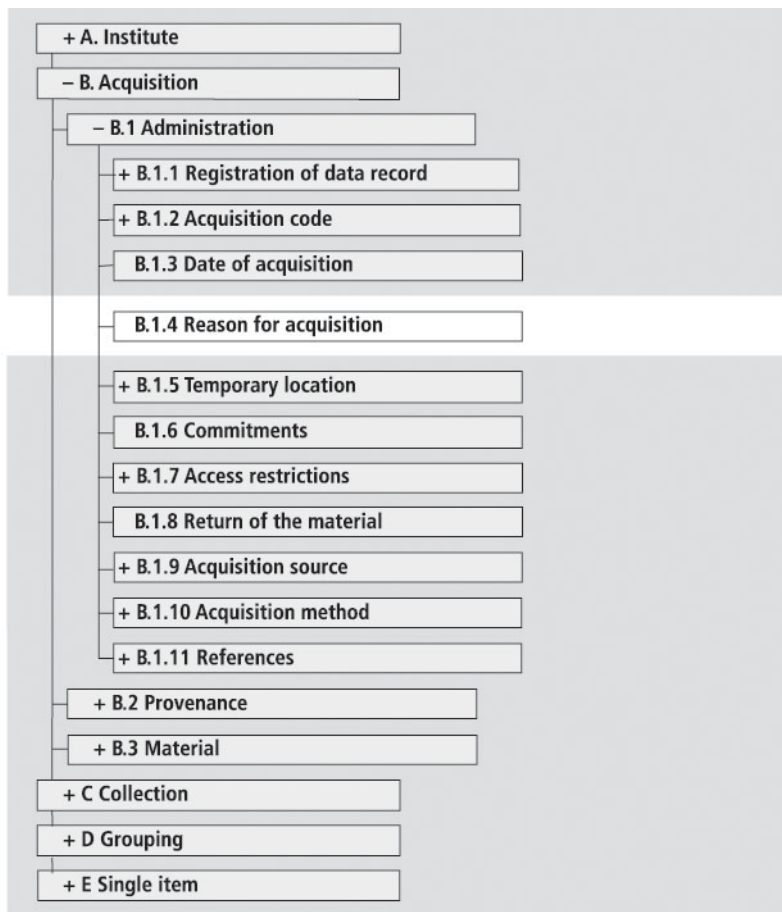 + A. Institute
– B. Acquisition
– B.1 Administration
+ B.1.1 Registration of data record
+ B.1.2 Acquisition code
B.1.3 Date of acquisition
B.1.4 Reason for acquisition
+ B.1.5 Temporary location
B.1.6 Commitments
+ B.1.7 Access restrictions
B.1.8 Return of the material
+ B.1.9 Acquisition source
+ B.1.10 Acquisition method
+ B.1.11 References
+ B.2 Provenance
+ B.3 Material
+ C Collection
+ D Grouping
+ E Single item